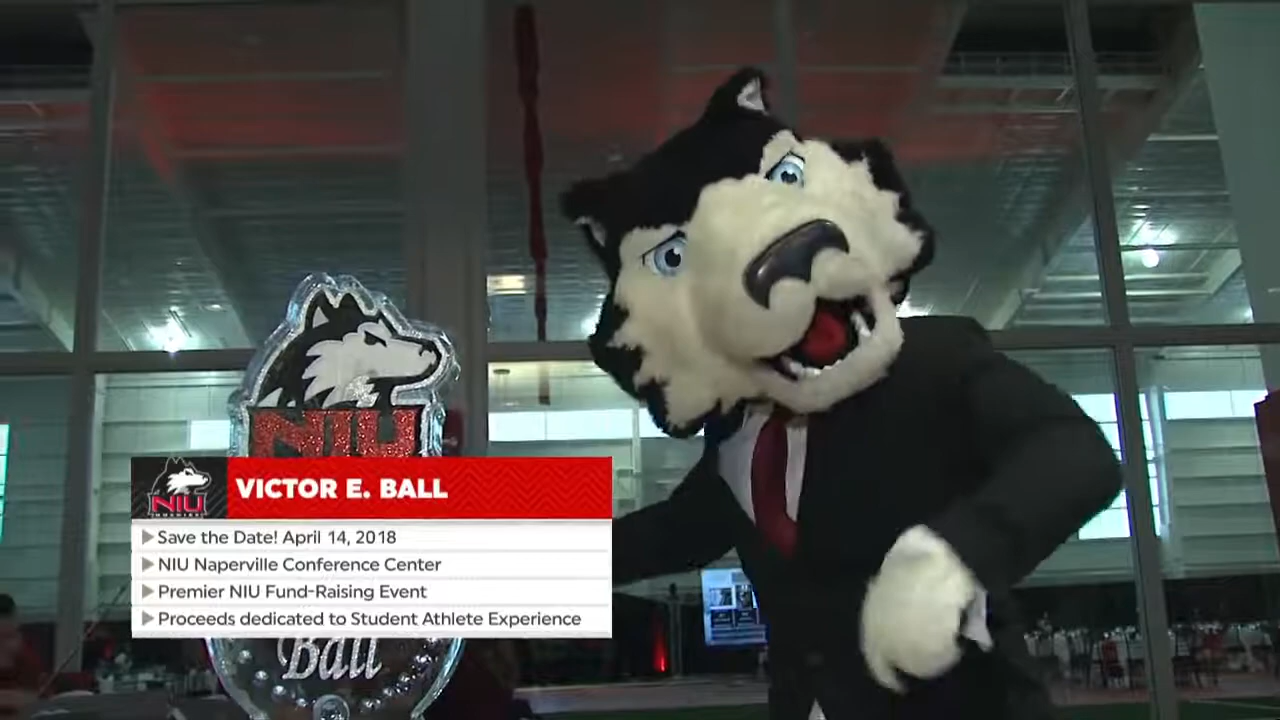 NIU
NIU
VICTOR E. BALL
Save the Date! April 14, 2018
NIU Naperville Conference Center
Premier NIU Fund-Raising Event
Proceeds dedicated to Student Athlete Experience
Ball